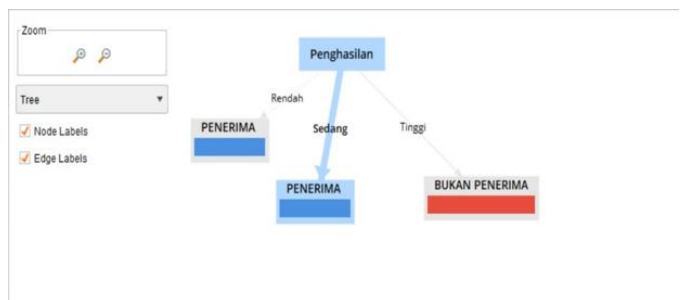 Zoom
Tree
Node Labels
Edge Labels
Penghasilan
Rendah
Sedang
Tinggi
PENERIMA
PENERIMA
BUKAN PENERIMA